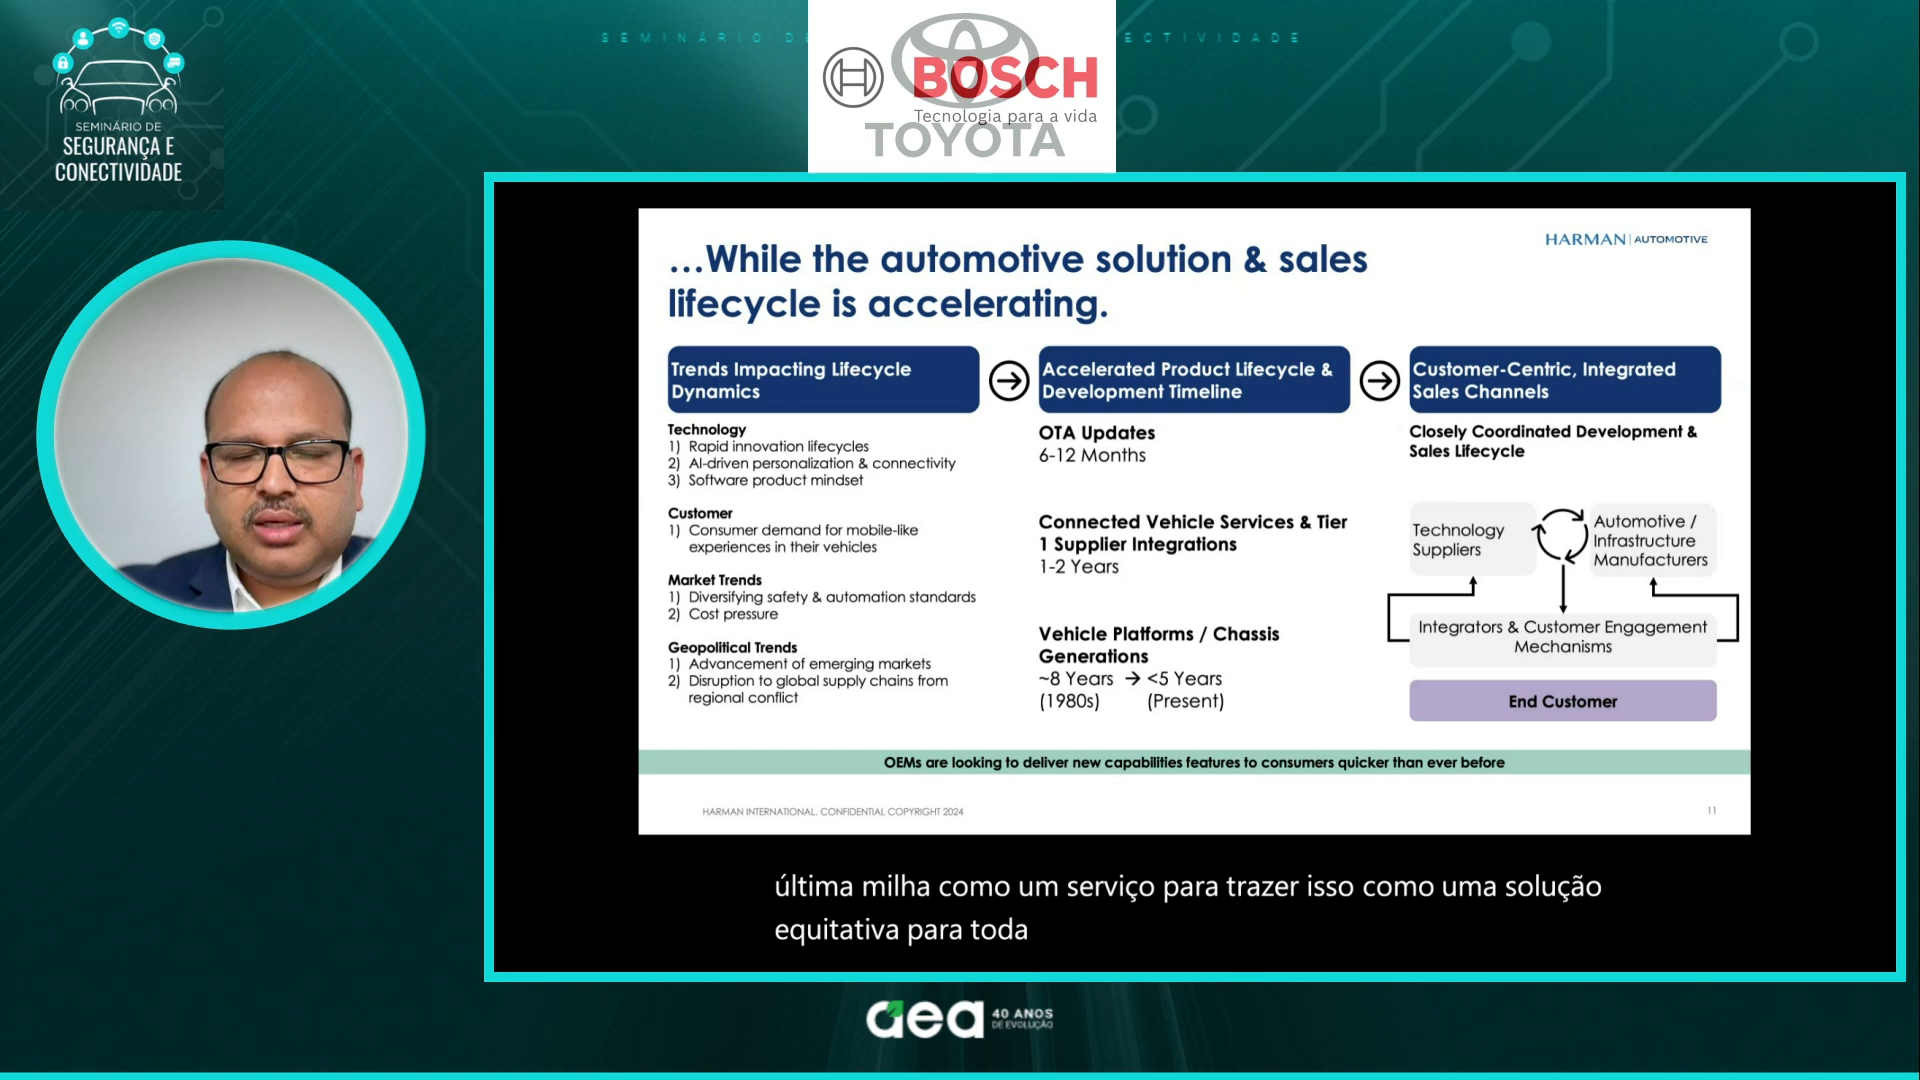 SEMINÁRIO DE
SEGURANÇA E
CONECTIVIDADE
BOSCH
Tecnologia para a vida
TOYOTA
HARMAN | AUTOMOTIVE
...While the automotive solution & sales
lifecycle is accelerating.
Trends Impacting Lifecycle
Dynamics
Technology
1) Rapid innovation lifecycles
2) AI-driven personalization & connectivity
3) Software product mindset
Customer
1) Consumer demand for mobile-like
experiences in their vehicles
Market Trends
1) Diversifying safety & automation standards
2) Cost pressure
Geopolitical Trends
1) Advancement of emerging markets
2) Disruption to global supply chains from
regional conflict
Accelerated Product Lifecycle &
Development Timeline
OTA Updates
6-12 Months
Connected Vehicle Services & Tier
1 Supplier Integrations
1-2 Years
Vehicle Platforms / Chassis
Generations
~8 Years → <5 Years
(1980s) (Present)
Customer-Centric, Integrated
Sales Channels
Closely Coordinated Development &
Sales Lifecycle
Technology
Suppliers
Automotive /
Infrastructure
Manufacturers
Integrators & Customer Engagement
Mechanisms
End Customer
OEMs are looking to deliver new capabilities features to consumers quicker than ever before
HARMAN INTERNATIONAL. CONFIDENTIAL COPYRIGHT 2024
11
última milha como um serviço para trazer isso como uma solução
equitativa para toda
aea 40 ANOS
DE EVOLUÇÃO